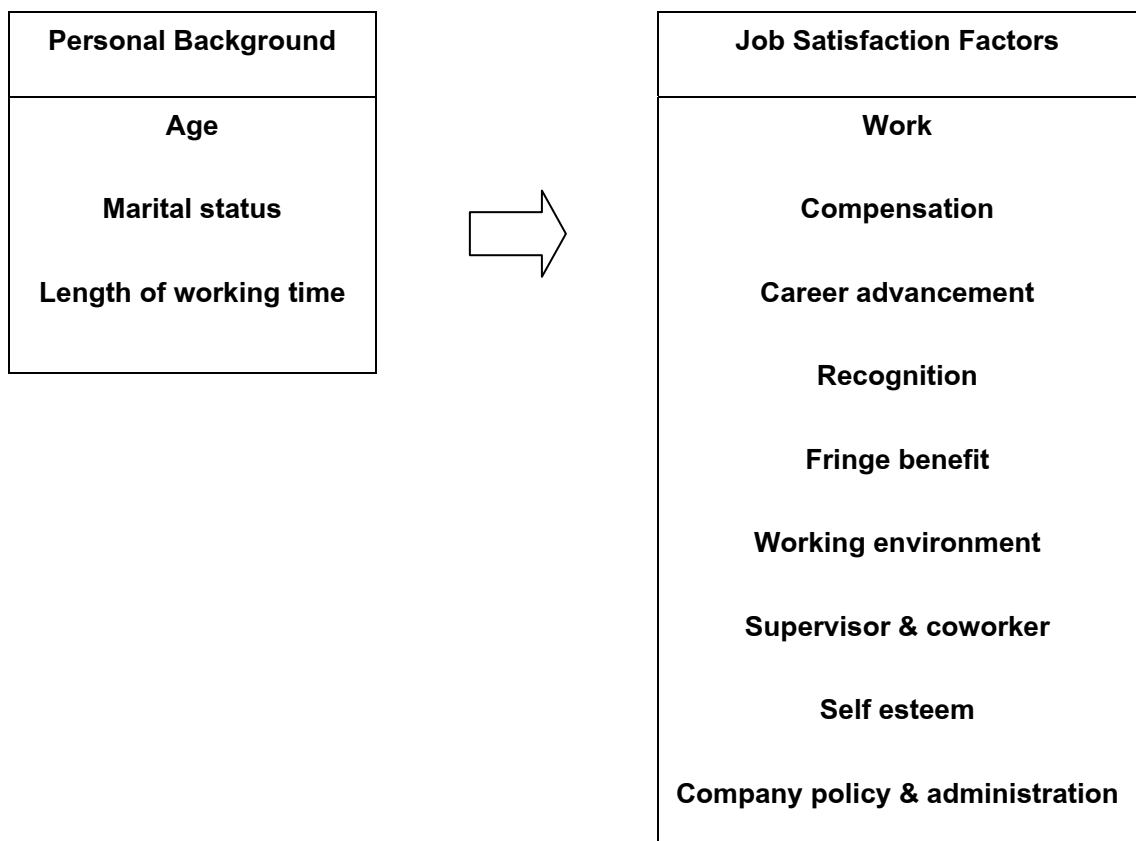 Personal Background
Age
Marital status
Length of working time
Job Satisfaction Factors
Work
Compensation
Career advancement
Recognition
Fringe benefit
Working environment
Supervisor & coworker
Self esteem
Company policy & administration